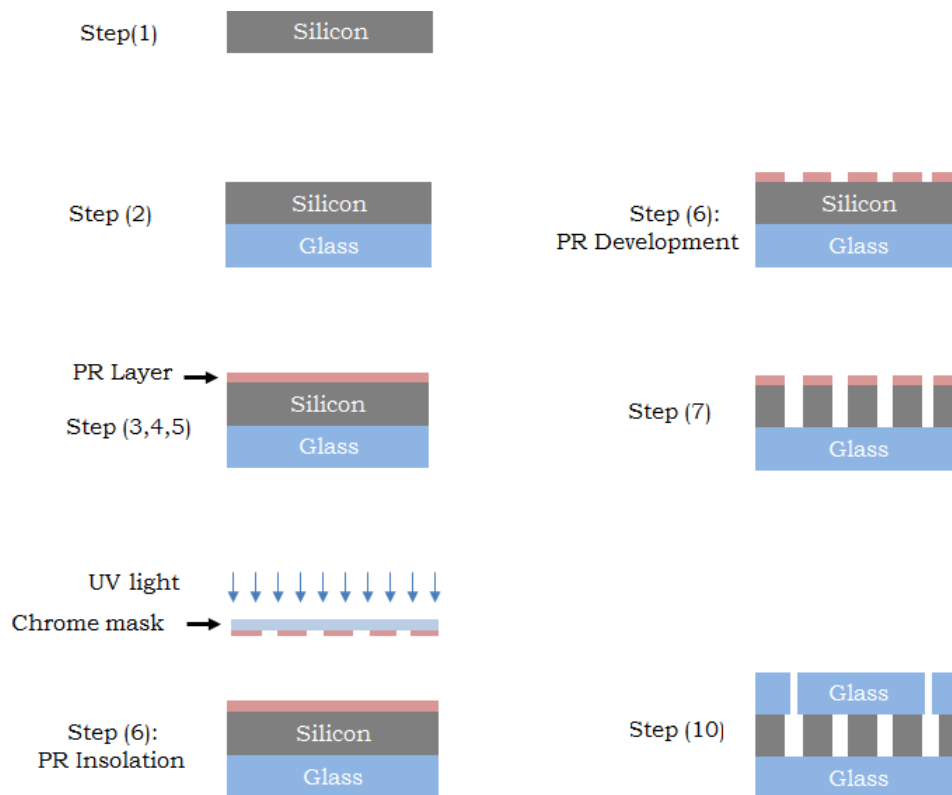 Step(1)
Silicon
Step (2)
Silicon
Glass
PR Layer
Step (3,4,5)
Silicon
Glass
UV light
Chrome mask
Step (6):
PR Insolation
Silicon
Glass
Step (6):
PR Development
Silicon
Glass
Step (7)
Glass
Step (10)
Glass
Glass